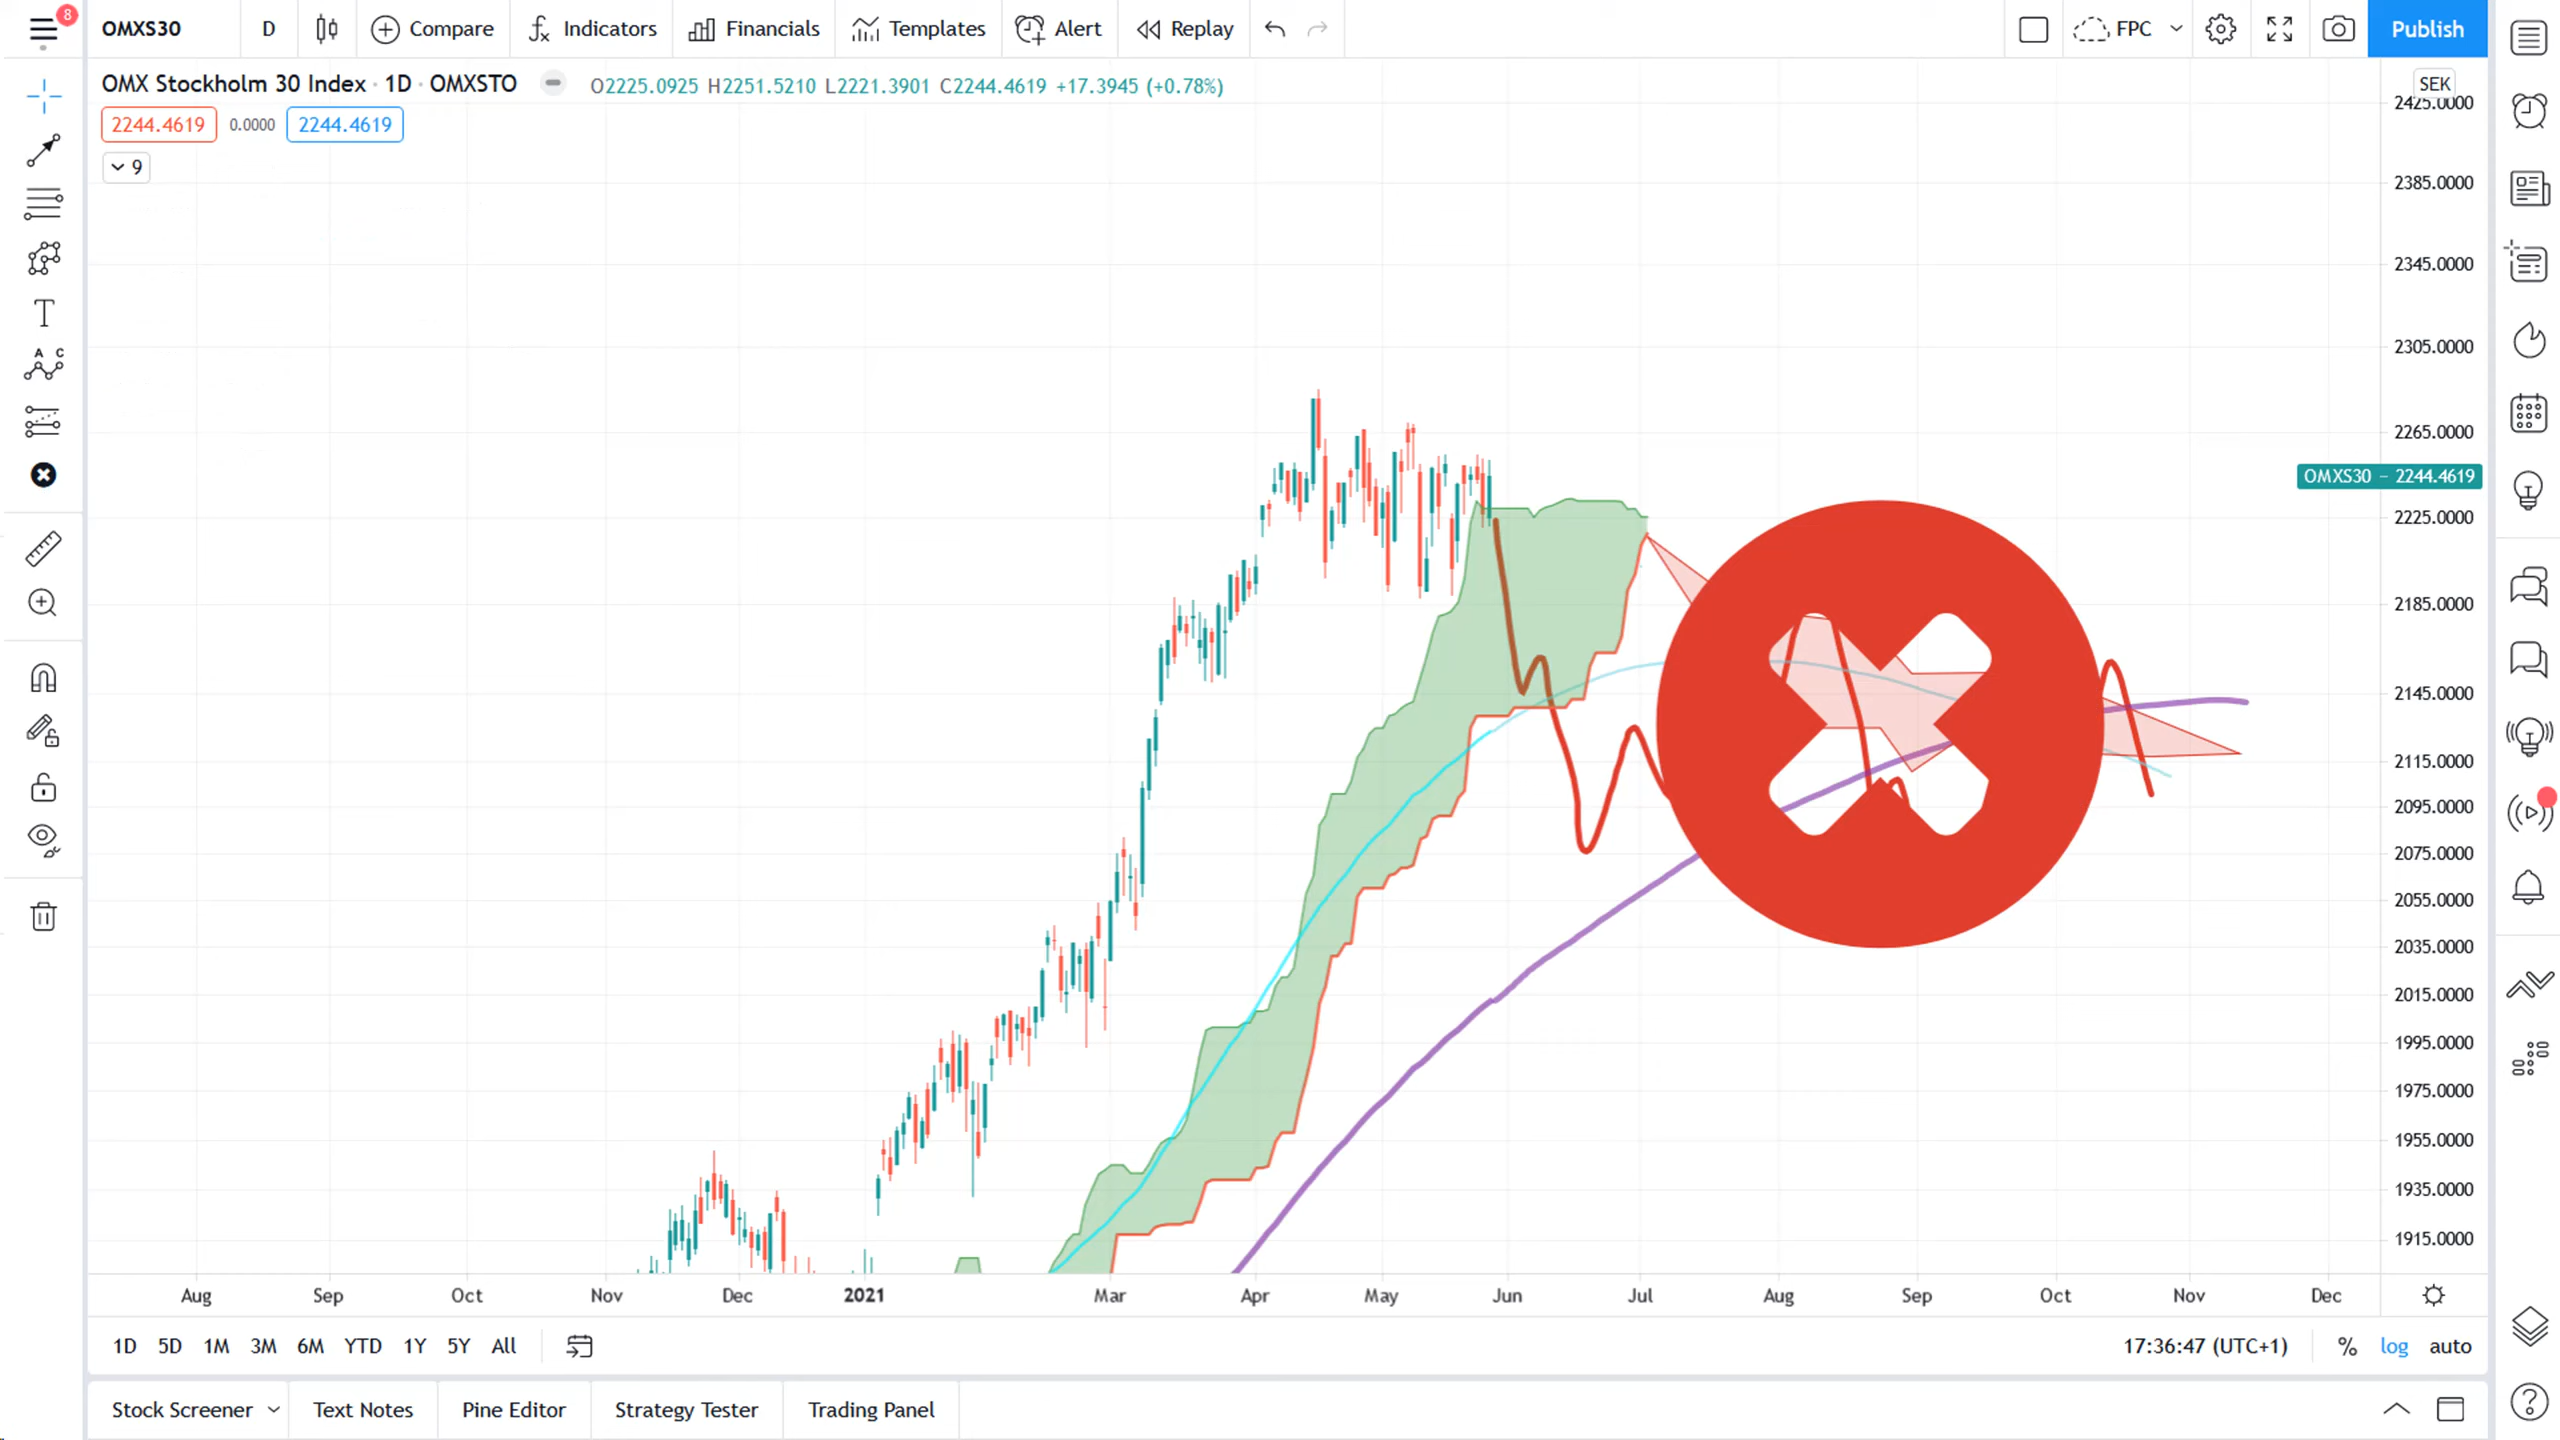 8
OMXS30 D Compare Indicators Financials Templates Alert Replay FPC Publish
OMX Stockholm 30 Index · 1D · OMXSTO O2225.0925 H2251.5210 L2221.3901 C2244.4619 +17.3945 (+0.78%)
2244.4619 0.0000 2244.4619
9
SEK
2425.0000
2385.0000
2345.0000
2305.0000
2265.0000
OMXS30 – 2244.4619
2225.0000
2185.0000
2145.0000
2115.0000
2095.0000
2075.0000
2055.0000
2035.0000
2015.0000
1995.0000
1975.0000
1955.0000
1935.0000
1915.0000
T
A C
Aug Sep Oct Nov Dec 2021 Mar Apr May Jun Jul Aug Sep Oct Nov Dec
1D 5D 1M 3M 6M YTD 1Y 5Y All 17:36:47 (UTC+1) % log auto
Stock Screener Text Notes Pine Editor Strategy Tester Trading Panel